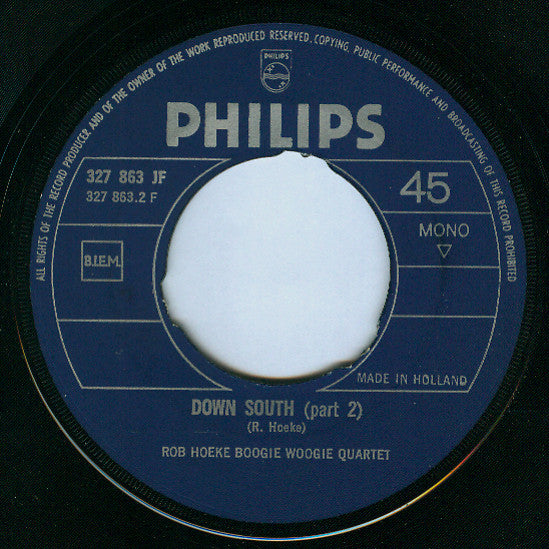 ALL RIGHTS OF THE RECORD PRODUCER AND OF THE OWNER OF THE WORK REPRODUCED RESERVED. COPYING, PUBLIC PERFORMANCE AND BROADCASTING OF THIS RECORD PROHIBITED
PHILIPS
PHILIPS
327 863 JF
327 863.2 F
45
MONO
B.I.E.M.
MADE IN HOLLAND
DOWN SOUTH (part 2)
(R. Hoeke)
ROB HOEKE BOOGIE WOOGIE QUARTET